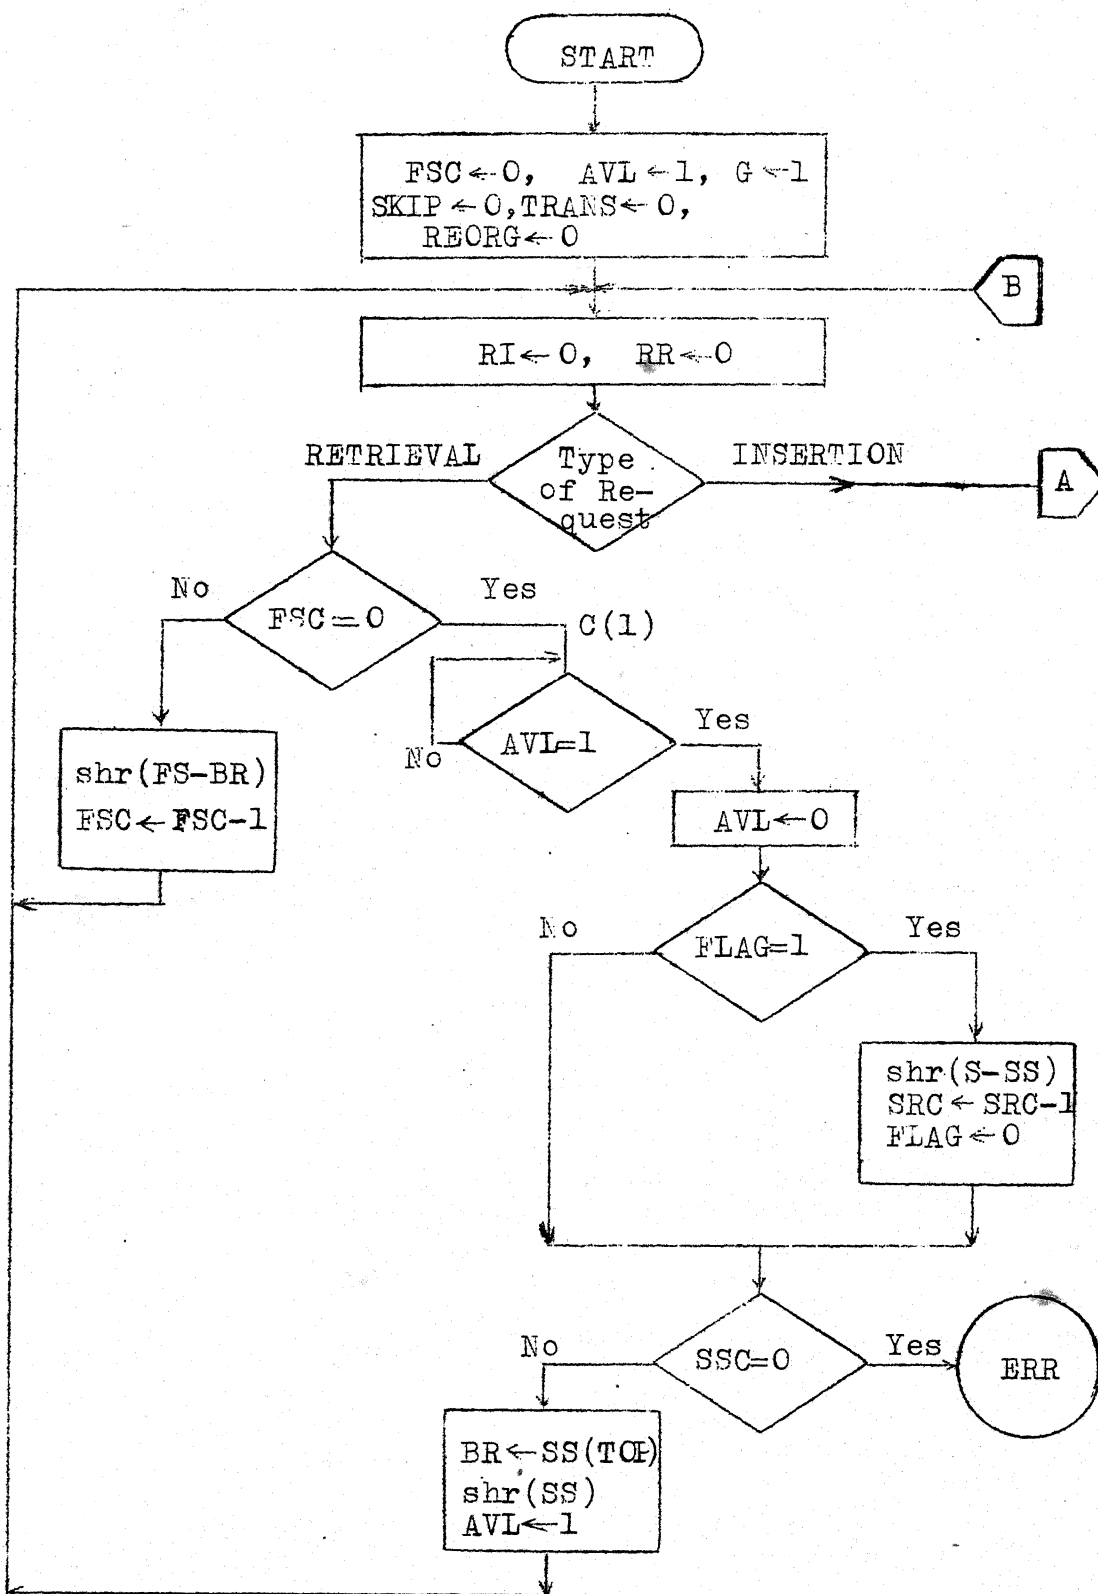 START
FSC←0, AVL←1, G←1
SKIP←0,TRANS←0,
REORG←0
B
RI←0, RR←0
RETRIEVAL
Type
of Re-
quest
INSERTION
A
No
FSC=0
Yes
C(1)
shr(FS-BR)
FSC←FSC-1
No
AVL=1
Yes
AVL←0
No
FLAG=1
Yes
shr(S-SS)
SRC←SRC-1
FLAG←0
No
SSC=0
Yes
ERR
BR←SS(TOP)
shr(SS)
AVL←1